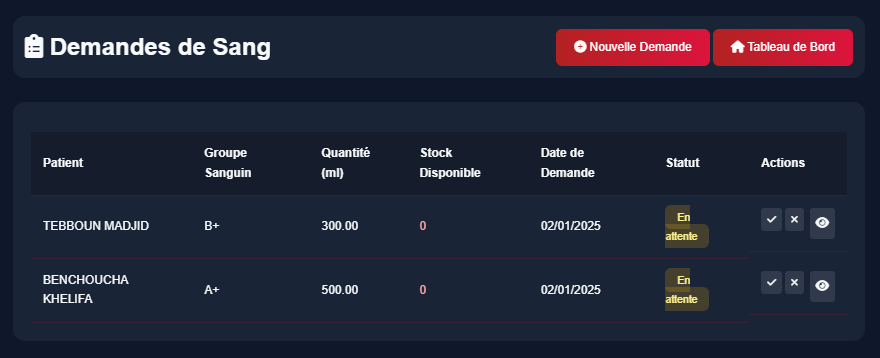 Demandes de Sang
Nouvelle Demande
Tableau de Bord
Patient
Groupe
Sanguin
Quantité
(ml)
Stock
Disponible
Date de
Demande
Statut
Actions
TEBBOUN MADJID
B+
300.00
0
02/01/2025
En
attente
BENCHOUCHA
KHELIFA
A+
500.00
0
02/01/2025
En
attente